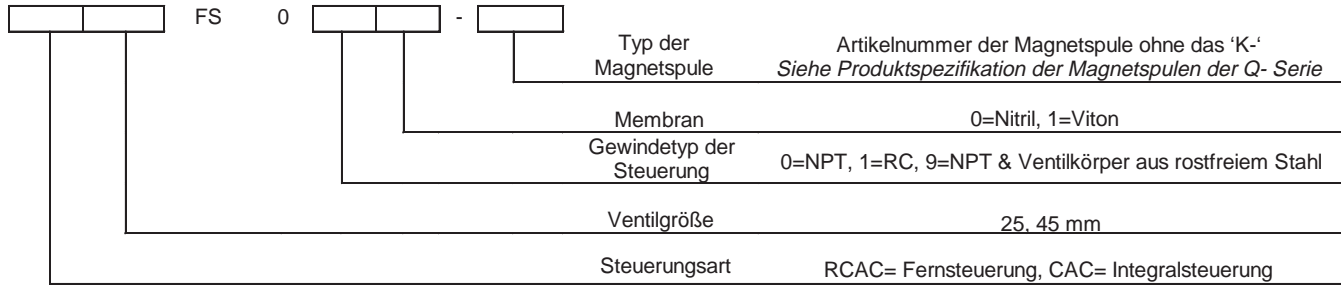 FS 0 -
Typ der Artikelnummer der Magnetspule ohne das ‘K-‘
Magnetspule Siehe Produktspezifikation der Magnetspulen der Q- Serie
Membran 0=Nitril, 1=Viton
Gewindetyp der
Steuerung 0=NPT, 1=RC, 9=NPT & Ventilkörper aus rostfreiem Stahl
Ventilgröße 25, 45 mm
Steuerungsart RCAC= Fernsteuerung, CAC= Integralsteuerung